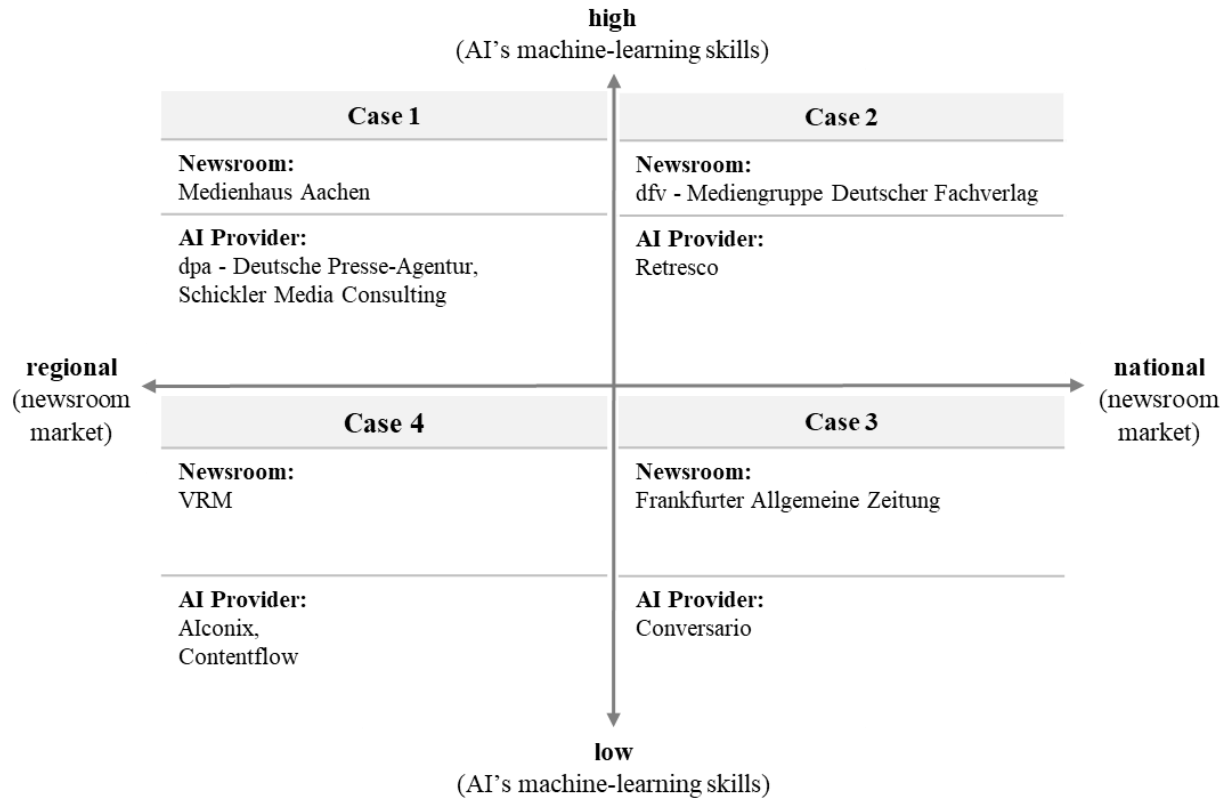 high
(AI’s machine-learning skills)
Case 1
Newsroom:
Medienhaus Aachen
AI Provider:
dpa - Deutsche Presse-Agentur,
Schickler Media Consulting
Case 2
Newsroom:
dfv - Mediengruppe Deutscher Fachverlag
AI Provider:
Retresco
regional
(newsroom
market)
national
(newsroom
market)
Case 4
Newsroom:
VRM
AI Provider:
AIconix,
Contentflow
Case 3
Newsroom:
Frankfurter Allgemeine Zeitung
AI Provider:
Conversario
low
(AI’s machine-learning skills)